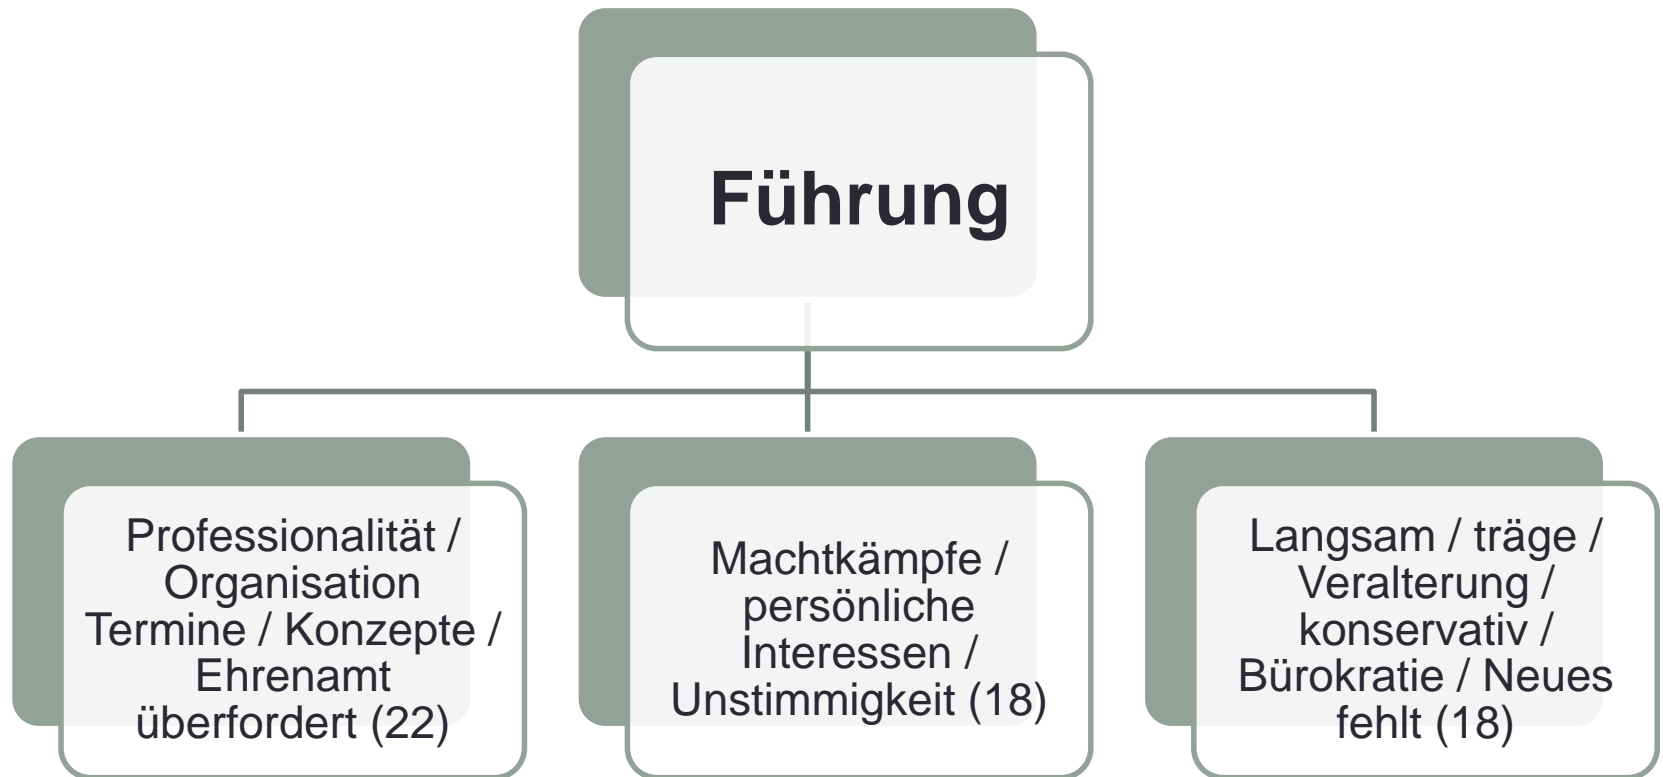 Führung
Professionalität /
Organisation
Termine / Konzepte /
Ehrenamt
überfordert (22)
Machtkämpfe /
persönliche
Interessen /
Unstimmigkeit (18)
Langsam / träge /
Veralterung /
konservativ /
Bürokratie / Neues
fehlt (18)